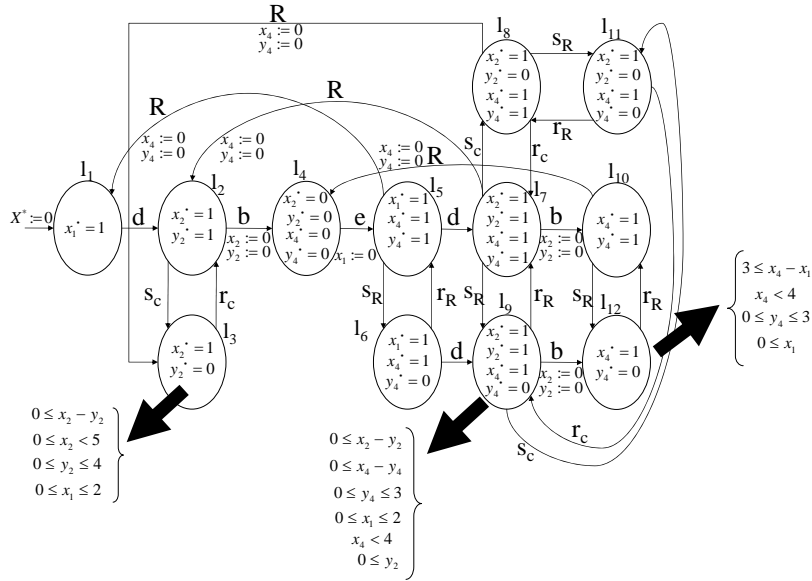 R
x₄ := 0
y₄ := 0
l₈
x₂˙ = 1
y₂˙ = 0
x₄˙ = 1
y₄˙ = 1
s_R
r_R
l₁₁
x₂˙ = 1
y₂˙ = 0
x₄˙ = 1
y₄˙ = 1
R
x₄ := 0
y₄ := 0
R
x₄ := 0
y₄ := 0
x₄ := 0
y₄ := 0
R
s_c
r_c
X˙ := 0
l₁
x₁˙ = 1
d
l₂
x₂˙ = 1
y₂˙ = 1
b
x₂ := 0
y₂ := 0
l₄
x₂˙ = 0
y₂˙ = 0
x₄˙ = 0
y₄˙ = 0
e
x₁ := 0
l₅
x₁˙ = 1
x₄˙ = 1
y₄˙ = 1
d
l₇
x₂˙ = 1
y₂˙ = 1
x₄˙ = 1
y₄˙ = 1
b
x₂ := 0
y₂ := 0
l₁₀
x₄˙ = 1
y₄˙ = 1
s_c
r_c
s_R
r_R
s_R
r_R
s_R
r_R
l₃
x₂˙ = 1
y₂˙ = 0
l₆
x₁˙ = 1
x₄˙ = 1
y₄˙ = 0
d
l₉
x₂˙ = 1
y₂˙ = 1
x₄˙ = 1
y₄˙ = 0
b
x₂ := 0
y₂ := 0
l₁₂
x₄˙ = 1
y₄˙ = 0
s_c
r_c
3 ≤ x₄ − x₁
x₄ < 4
0 ≤ y₄ ≤ 3
0 ≤ x₁
0 ≤ x₂ − y₂
0 ≤ x₂ < 5
0 ≤ y₂ ≤ 4
0 ≤ x₁ ≤ 2
0 ≤ x₂ − y₂
0 ≤ x₄ − y₄
0 ≤ y₄ ≤ 3
0 ≤ x₁ ≤ 2
x₄ < 4
0 ≤ y₂